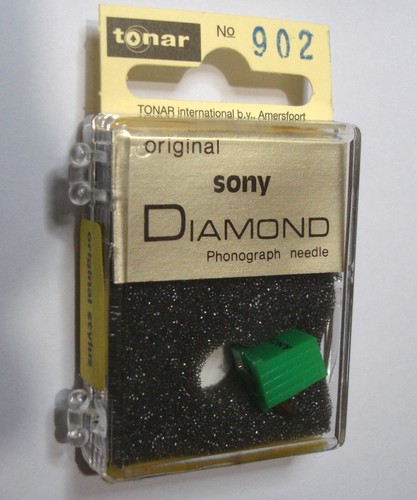 tonar
No 902
TONAR international b.v., Amersfoort
original
sony
DIAMOND
Phonograph needle
original stylus